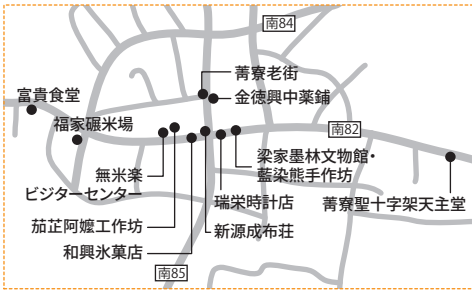 南84
菁寮老街
金徳興中薬鋪
富貴食堂
福家碾米場
南82
無米楽
ビジターセンター
梁家墨林文物館・
藍染熊手作坊
瑞栄時計店
菁寮聖十字架天主堂
茄芷阿嬤工作坊
新源成布荘
和興氷菓店
南85